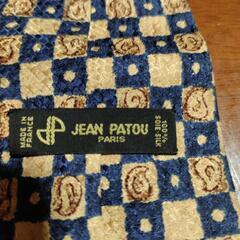 MADE IN
FRANCE
JEAN PATOU
PARIS
100%
SOIE-SILK